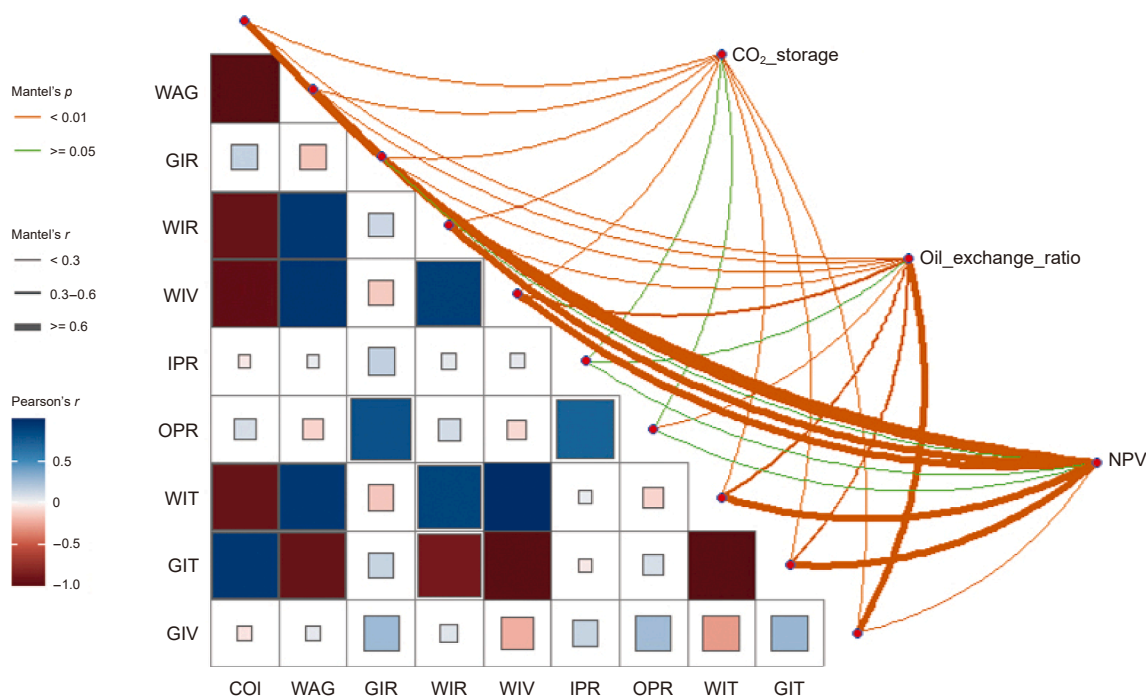 CO₂_storage
WAG
Mantel's p
< 0.01
>= 0.05
GIR
Mantel's r
< 0.3
0.3–0.6
>= 0.6
WIR
Oil_exchange_ratio
WIV
IPR
Pearson's r
0.5
0
−0.5
−1.0
OPR
NPV
WIT
GIT
GIV
COI WAG GIR WIR WIV IPR OPR WIT GIT